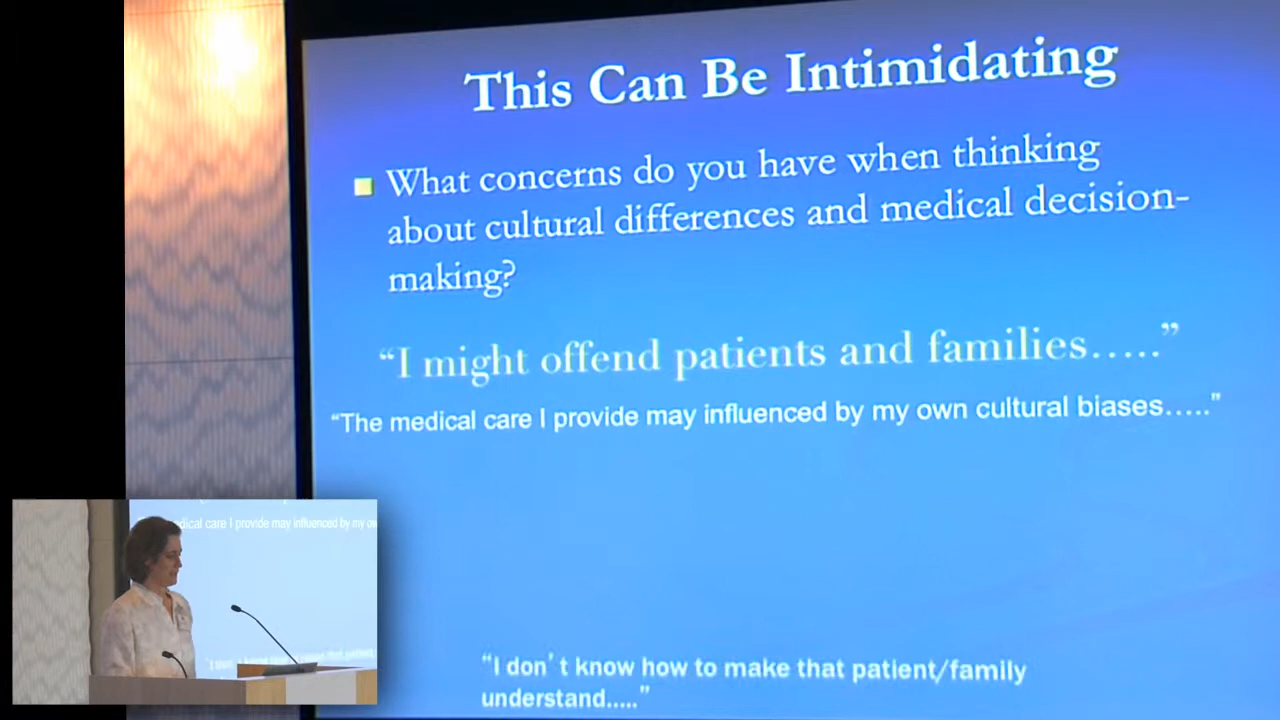 This Can Be Intimidating
What concerns do you have when thinking
about cultural differences and medical decision-
making?
“I might offend patients and families…..”
“The medical care I provide may influenced by my own cultural biases…..”
“I don’t know how to make that patient/family
understand…..”
dical care I provide may influenced by my